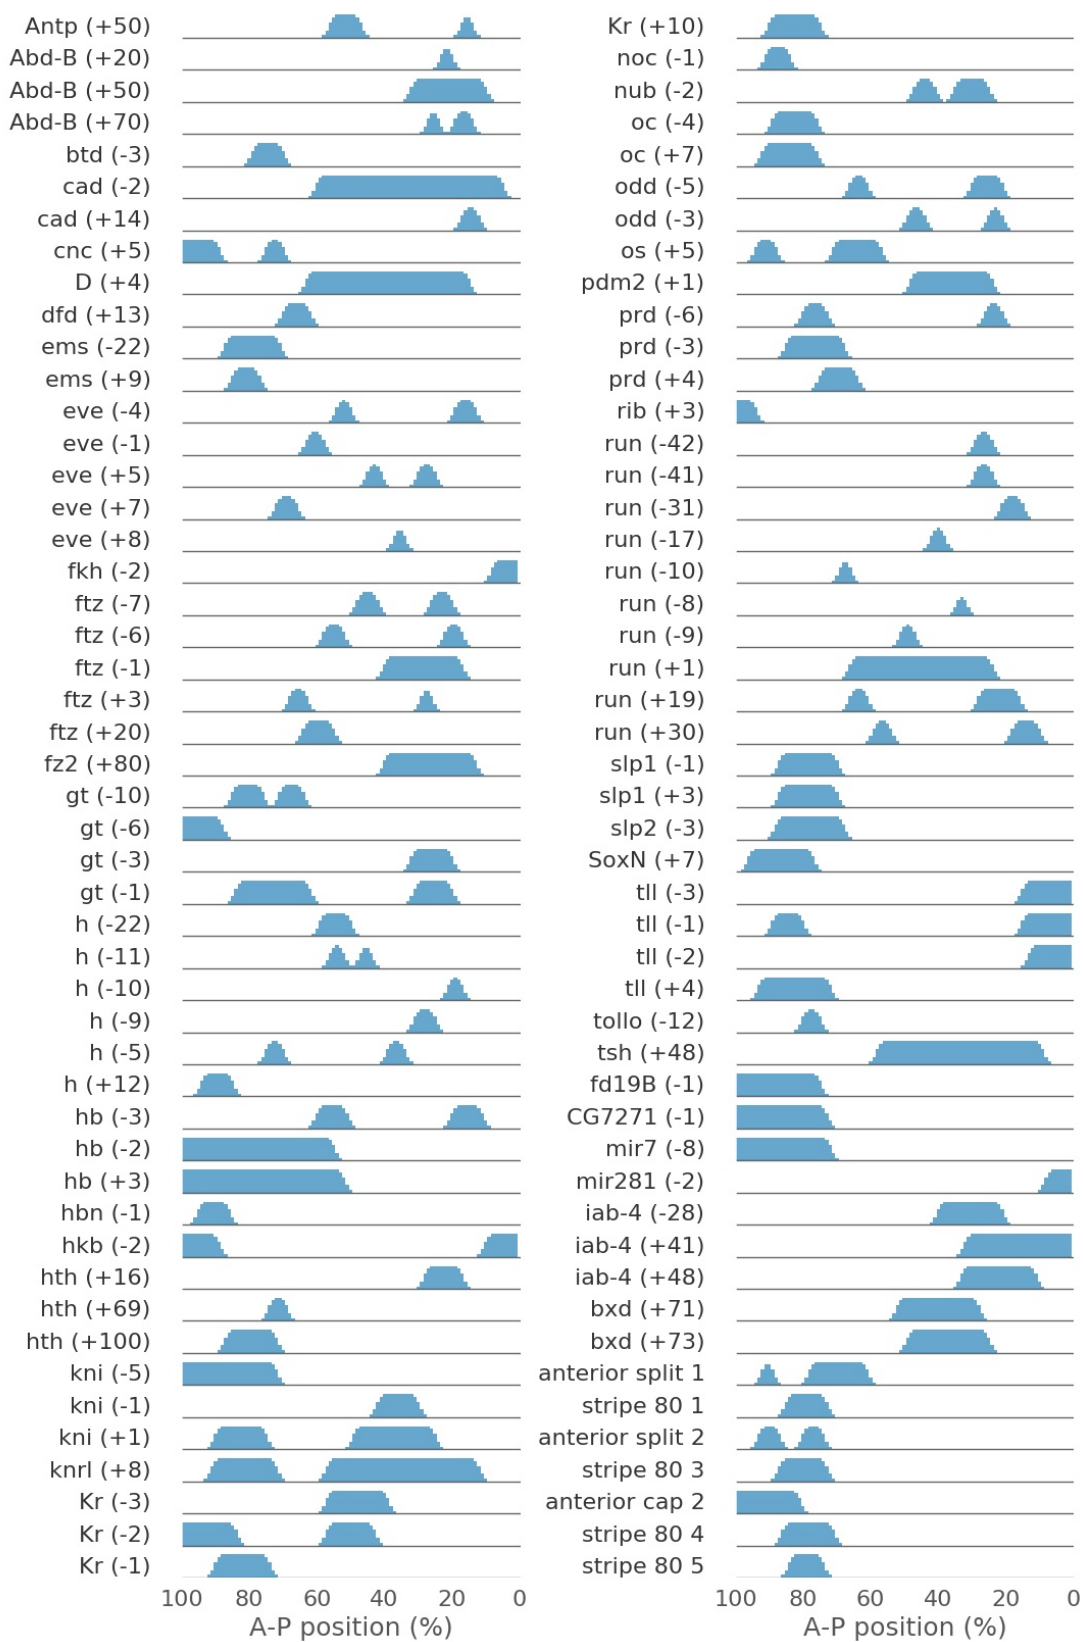 Antp (+50)
Abd-B (+20)
Abd-B (+50)
Abd-B (+70)
btd (-3)
cad (-2)
cad (+14)
cnc (+5)
D (+4)
dfd (+13)
ems (-22)
ems (+9)
eve (-4)
eve (-1)
eve (+5)
eve (+7)
eve (+8)
fkh (-2)
ftz (-7)
ftz (-6)
ftz (-1)
ftz (+3)
ftz (+20)
fz2 (+80)
gt (-10)
gt (-6)
gt (-3)
gt (-1)
h (-22)
h (-11)
h (-10)
h (-9)
h (-5)
h (+12)
hb (-3)
hb (-2)
hb (+3)
hbn (-1)
hkb (-2)
hth (+16)
hth (+69)
hth (+100)
kni (-5)
kni (-1)
kni (+1)
knrl (+8)
Kr (-3)
Kr (-2)
Kr (-1)
100 80 60 40 20 0
A-P position (%)
Kr (+10)
noc (-1)
nub (-2)
oc (-4)
oc (+7)
odd (-5)
odd (-3)
os (+5)
pdm2 (+1)
prd (-6)
prd (-3)
prd (+4)
rib (+3)
run (-42)
run (-41)
run (-31)
run (-17)
run (-10)
run (-8)
run (-9)
run (+1)
run (+19)
run (+30)
slp1 (-1)
slp1 (+3)
slp2 (-3)
SoxN (+7)
tll (-3)
tll (-1)
tll (-2)
tll (+4)
tollo (-12)
tsh (+48)
fd19B (-1)
CG7271 (-1)
mir7 (-8)
mir281 (-2)
iab-4 (-28)
iab-4 (+41)
iab-4 (+48)
bxd (+71)
bxd (+73)
anterior split 1
stripe 80 1
anterior split 2
stripe 80 3
anterior cap 2
stripe 80 4
stripe 80 5
100 80 60 40 20 0
A-P position (%)